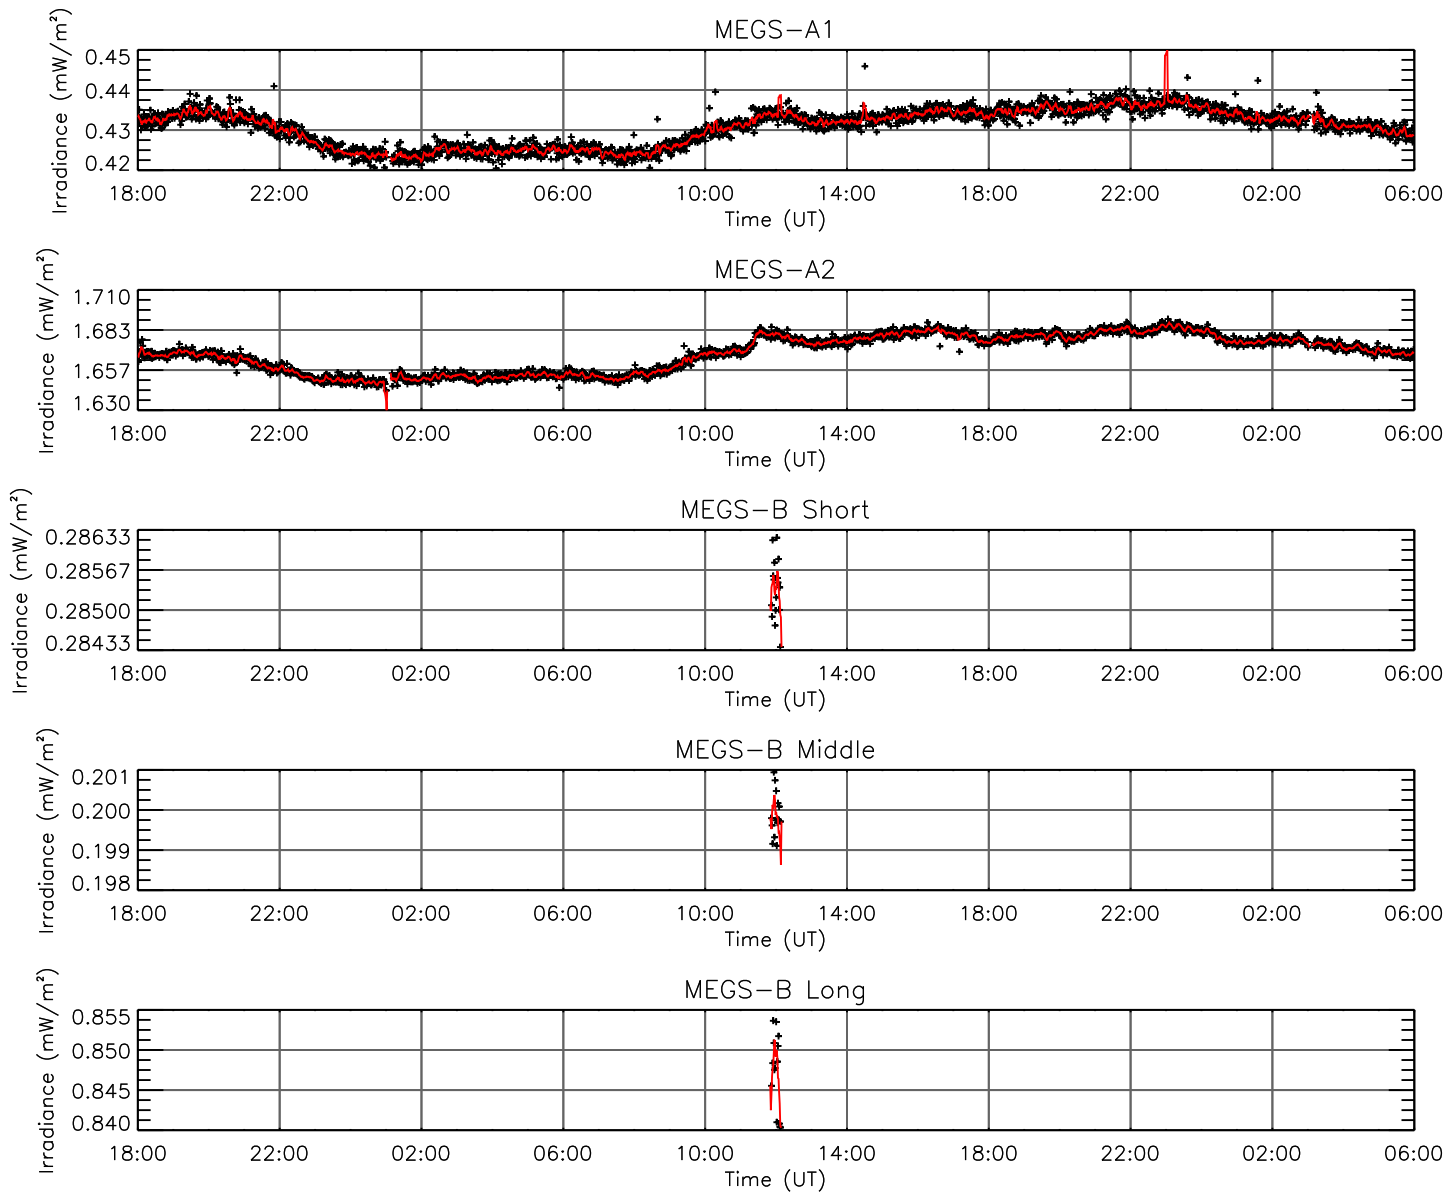 MEGS-A1
Irradiance (mW/m²)
0.45
0.44
0.43
0.42
18:00 22:00 02:00 06:00 10:00 14:00 18:00 22:00 02:00 06:00
Time (UT)
MEGS-A2
Irradiance (mW/m²)
1.710
1.683
1.657
1.630
18:00 22:00 02:00 06:00 10:00 14:00 18:00 22:00 02:00 06:00
Time (UT)
MEGS-B Short
Irradiance (mW/m²)
0.28633
0.28567
0.28500
0.28433
18:00 22:00 02:00 06:00 10:00 14:00 18:00 22:00 02:00 06:00
Time (UT)
MEGS-B Middle
Irradiance (mW/m²)
0.201
0.200
0.199
0.198
18:00 22:00 02:00 06:00 10:00 14:00 18:00 22:00 02:00 06:00
Time (UT)
MEGS-B Long
Irradiance (mW/m²)
0.855
0.850
0.845
0.840
18:00 22:00 02:00 06:00 10:00 14:00 18:00 22:00 02:00 06:00
Time (UT)